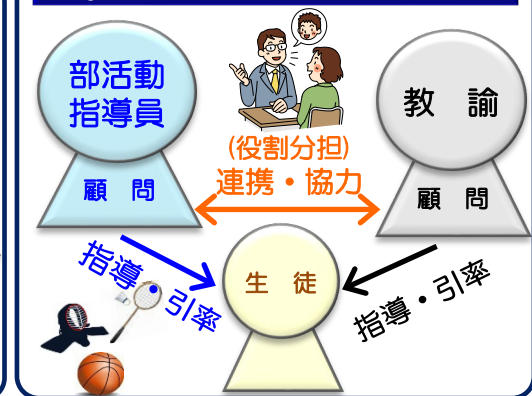 部活動
指導員
顧 問
(役割分担)
連携・協力
教 諭
顧 問
指導・引率
生 徒
指導・引率